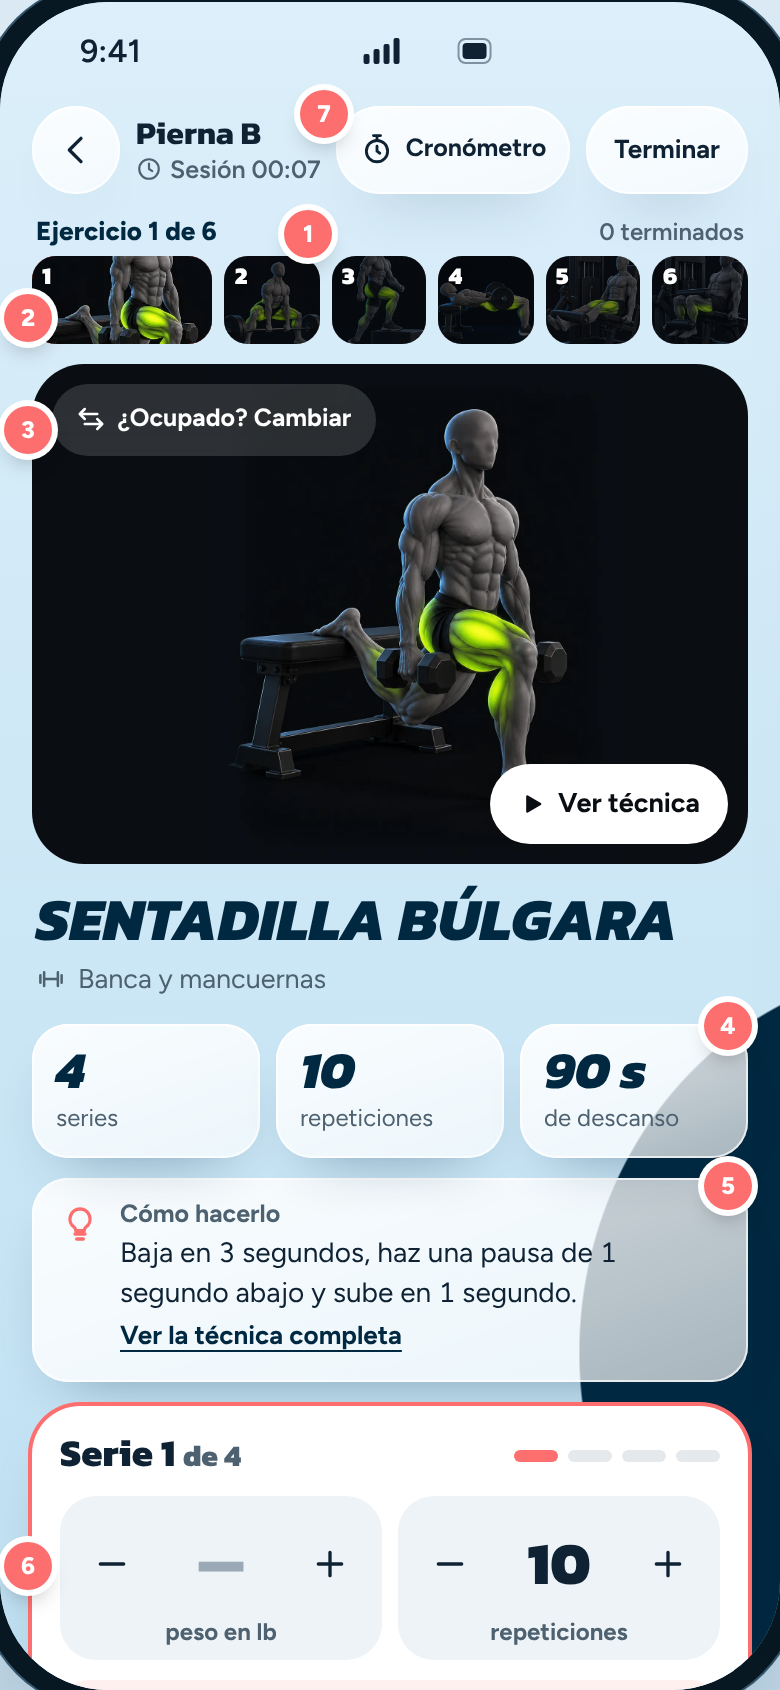 9:41
7
Pierna B
Sesión 00:07
Cronómetro
Terminar
Ejercicio 1 de 6
1
0 terminados
1
2
3
4
5
6
2
3
¿Ocupado? Cambiar
Ver técnica
SENTADILLA BÚLGARA
Banca y mancuernas
4
4
series
10
repeticiones
90 s
de descanso
5
Cómo hacerlo
Baja en 3 segundos, haz una pausa de 1
segundo abajo y sube en 1 segundo.
Ver la técnica completa
Serie 1 de 4
6
− — +
peso en lb
− 10 +
repeticiones